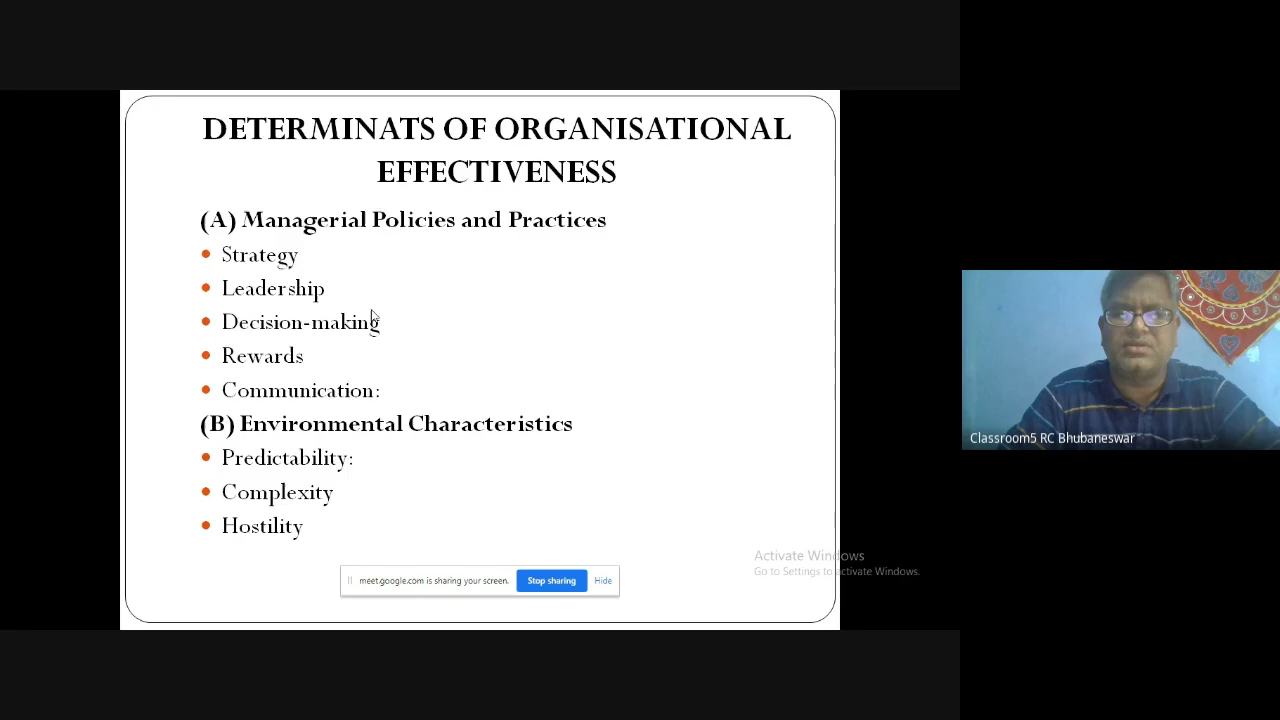 DETERMINATS OF ORGANISATIONAL
EFFECTIVENESS
(A) Managerial Policies and Practices
Strategy
Leadership
Decision-making
Rewards
Communication:
(B) Environmental Characteristics
Predictability:
Complexity
Hostility
meet.google.com is sharing your screen. Stop sharing Hide
Activate Windows
Go to Settings to activate Windows.
Classroom5 RC Bhubaneswar